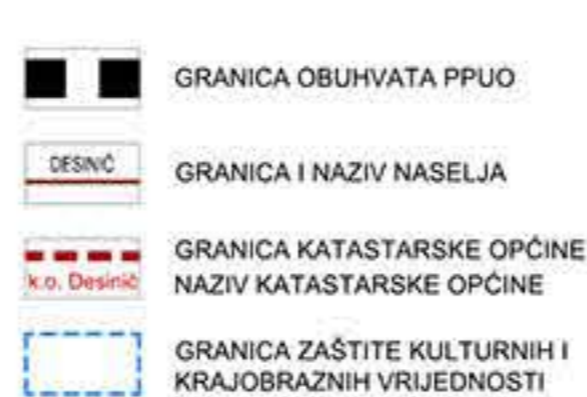 GRANICA OBUHVATA PPUO
DESINIĆ
GRANICA I NAZIV NASELJA
GRANICA KATASTARSKE OPĆINE
k.o. Desinić
NAZIV KATASTARSKE OPĆINE
GRANICA ZAŠTITE KULTURNIH I
KRAJOBRAZNIH VRIJEDNOSTI